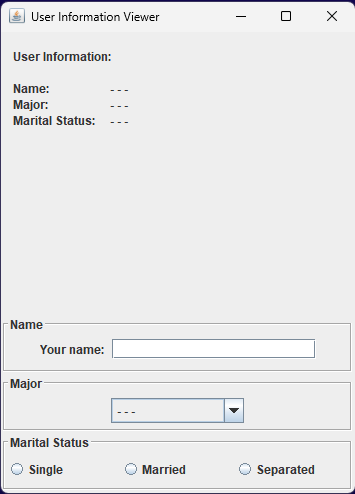 User Information Viewer
User Information:
Name: - - -
Major: - - -
Marital Status: - - -
Name
Your name:
Major
- - -
Marital Status
Single Married Separated